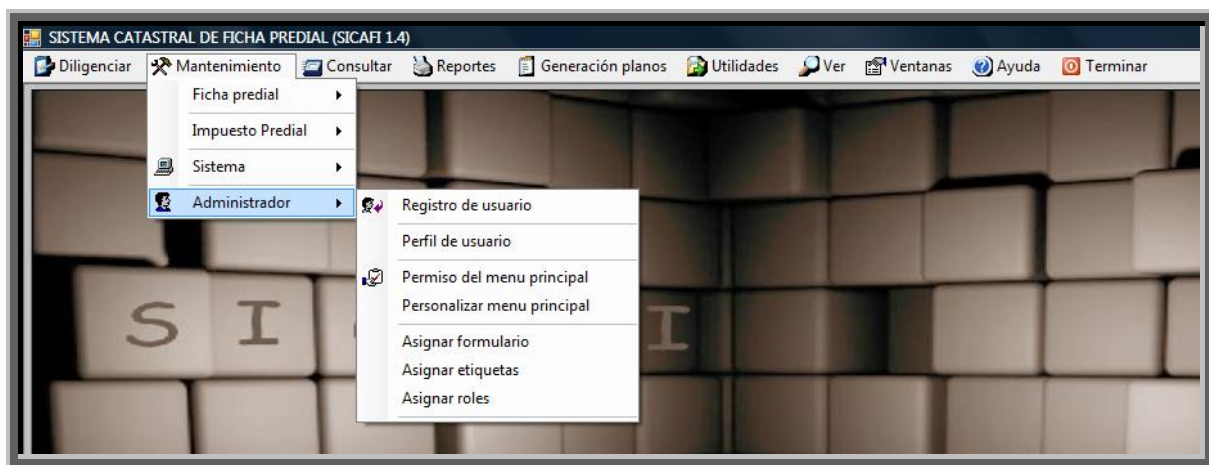 SISTEMA CATASTRAL DE FICHA PREDIAL (SICAFI 1.4)
Diligenciar Mantenimiento Consultar Reportes Generación planos Utilidades Ver Ventanas Ayuda Terminar
Ficha predial
Impuesto Predial
Sistema
Administrador
Registro de usuario
Perfil de usuario
Permiso del menu principal
Personalizar menu principal
Asignar formulario
Asignar etiquetas
Asignar roles
S I I